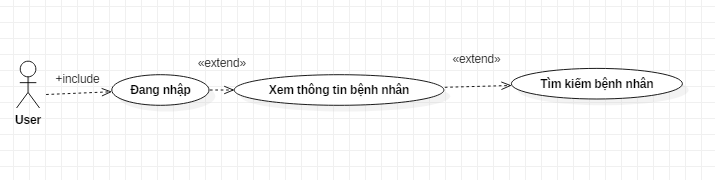 +include
«extend»
«extend»
User
Đang nhập
Xem thông tin bệnh nhân
Tìm kiếm bệnh nhân